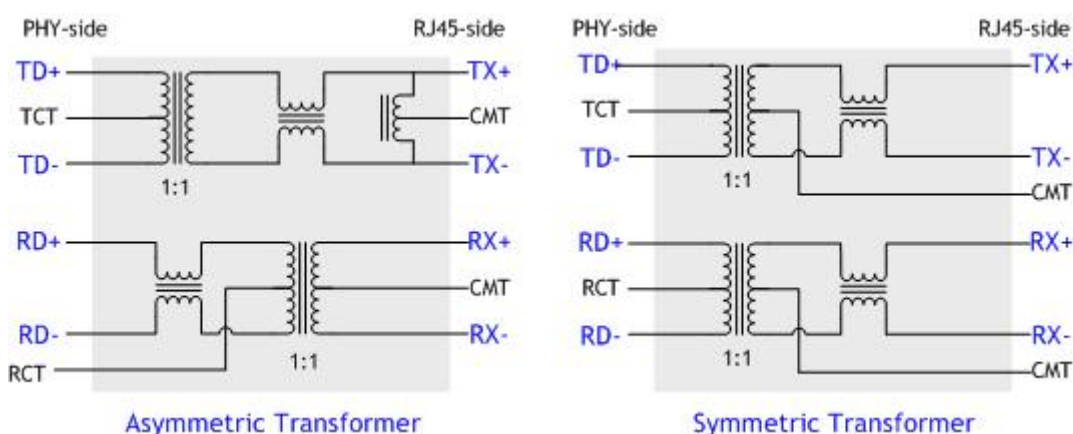 PHY-side
RJ45-side
TD+
TX+
TCT
CMT
TD-
TX-
1:1
RD+
RX+
CMT
RD-
RX-
RCT
1:1
Asymmetric Transformer
PHY-side
RJ45-side
TD+
TX+
TCT
TD-
TX-
1:1
CMT
RD+
RX+
RCT
RD-
RX-
1:1
CMT
Symmetric Transformer